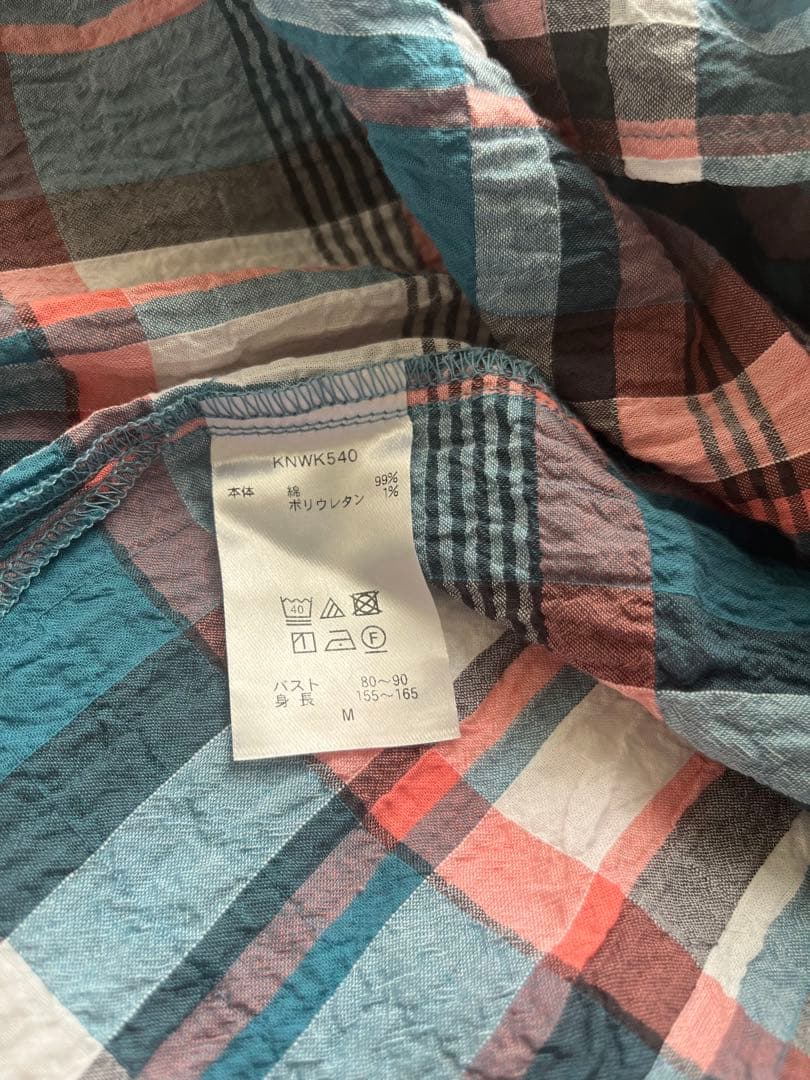 KNWK540
本体 綿 99%
ポリウレタン 1%
40
F
バスト 80〜90
身長 155〜165
M